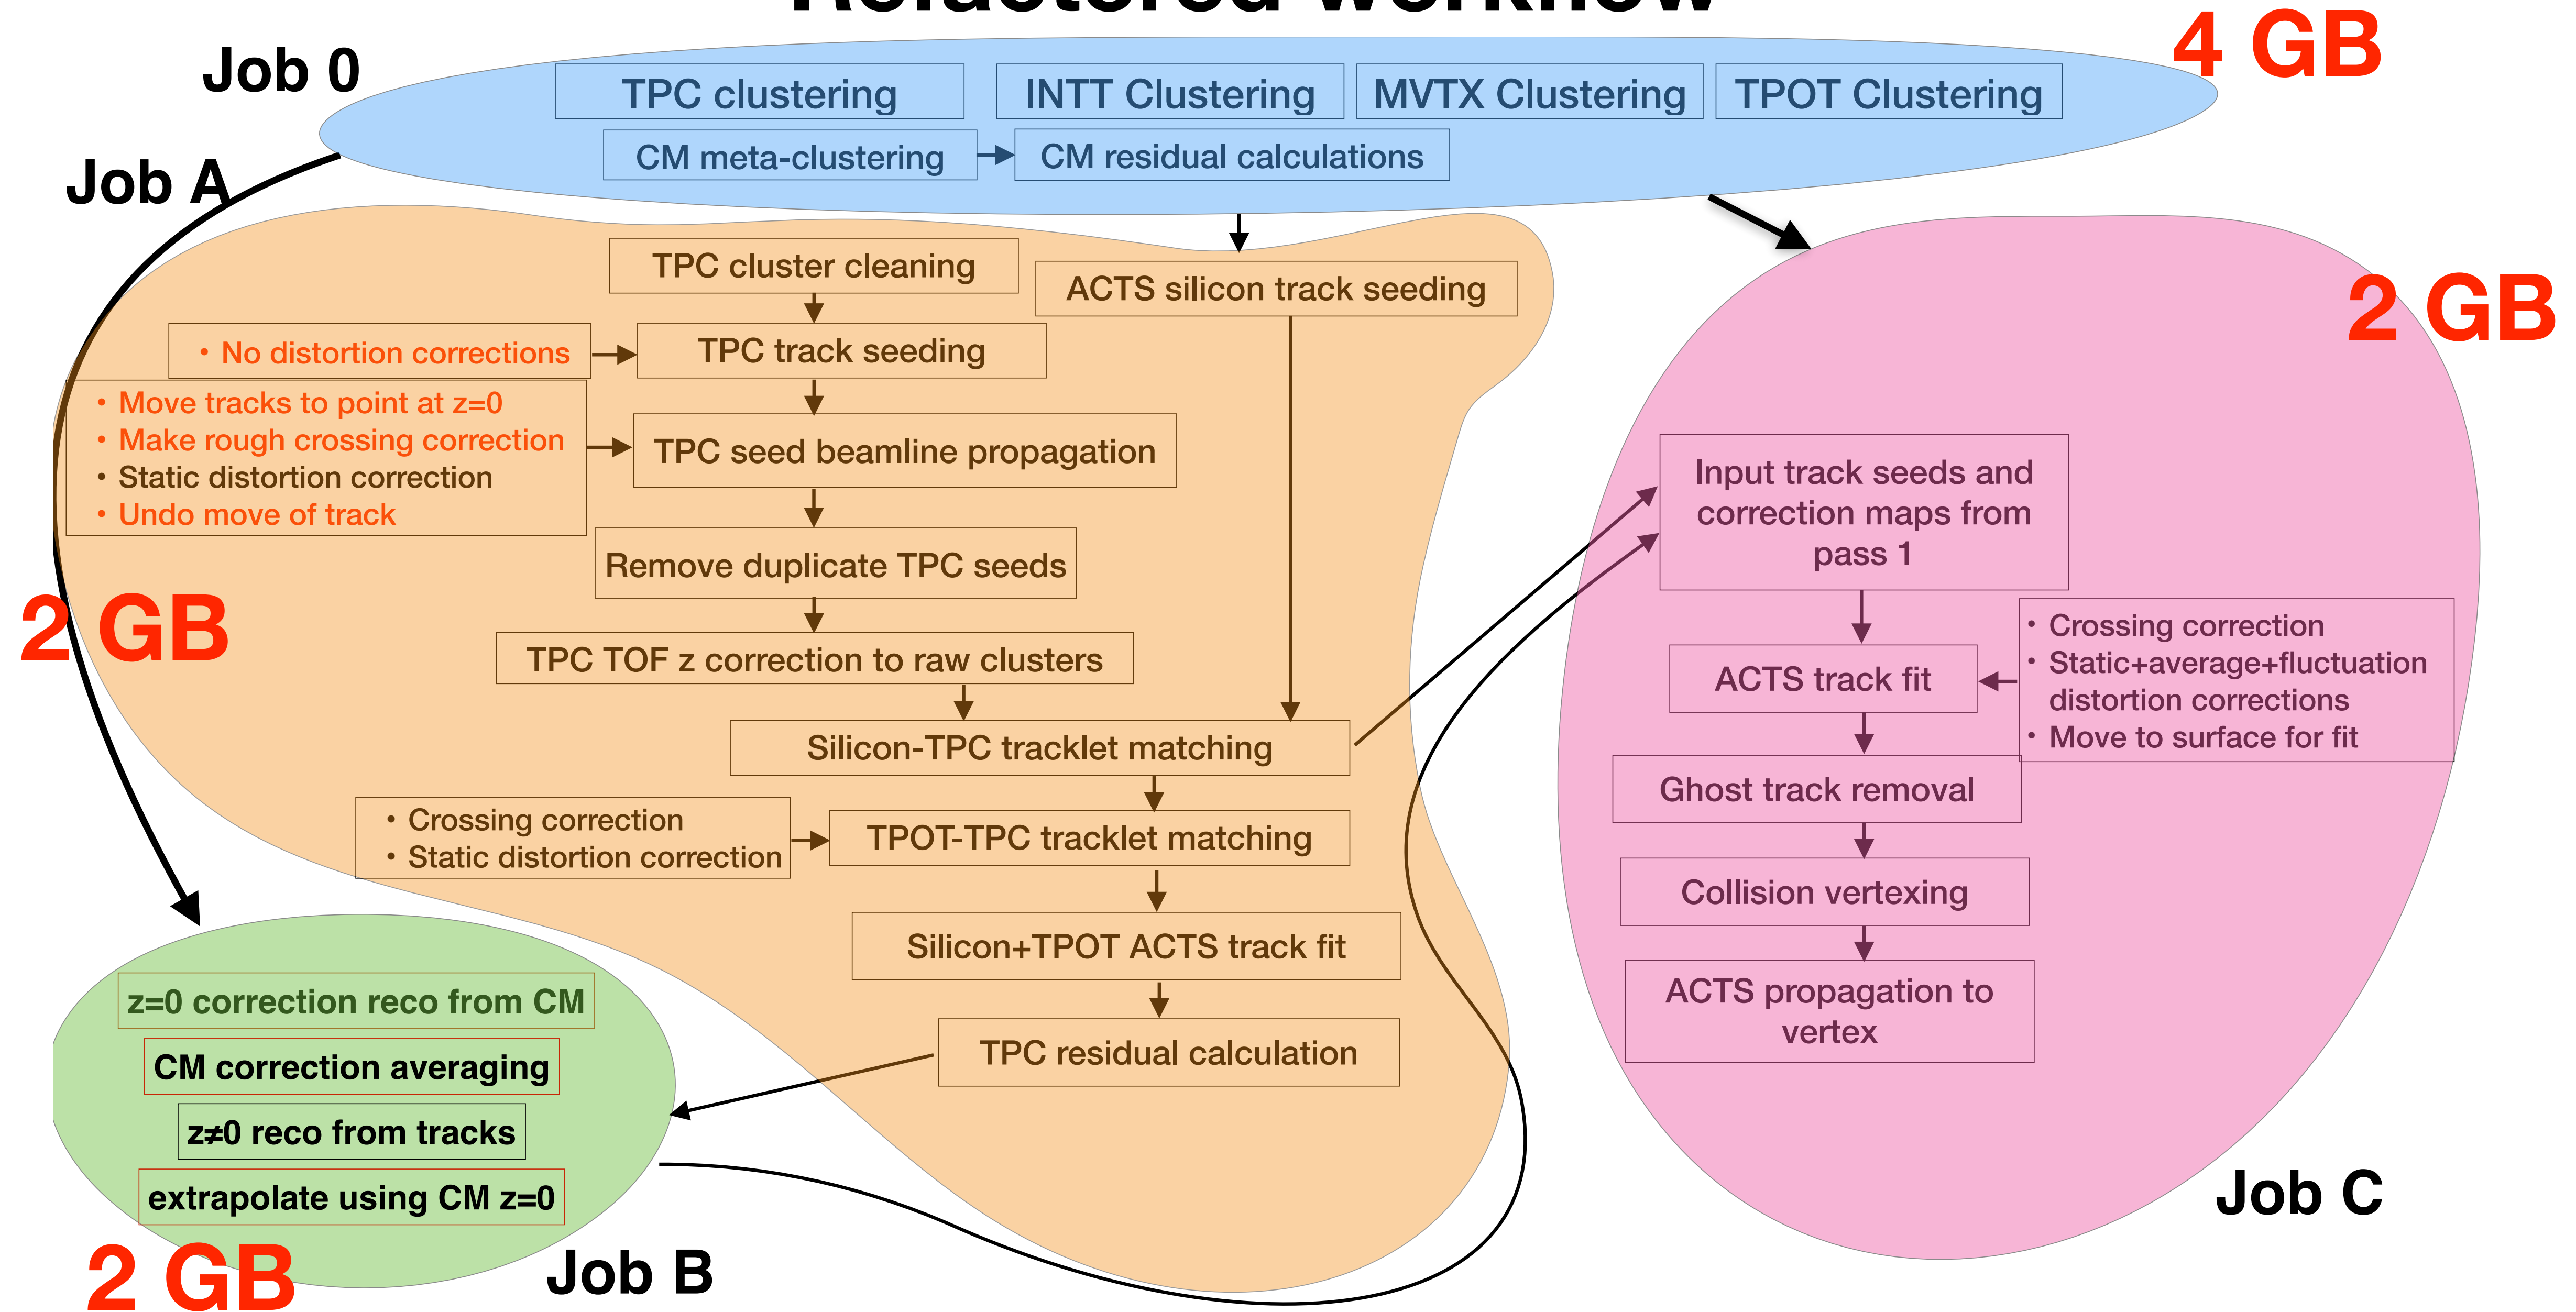 Refactored workflow
Job 0
4 GB
TPC clustering
INTT Clustering
MVTX Clustering
TPOT Clustering
CM meta-clustering
CM residual calculations
Job A
TPC cluster cleaning
ACTS silicon track seeding
• No distortion corrections
TPC track seeding
• Move tracks to point at z=0
• Make rough crossing correction
• Static distortion correction
• Undo move of track
TPC seed beamline propagation
Remove duplicate TPC seeds
2 GB
TPC TOF z correction to raw clusters
Silicon-TPC tracklet matching
• Crossing correction
• Static distortion correction
TPOT-TPC tracklet matching
Silicon+TPOT ACTS track fit
TPC residual calculation
z=0 correction reco from CM
CM correction averaging
z≠0 reco from tracks
extrapolate using CM z=0
2 GB
Job B
2 GB
Input track seeds and
correction maps from
pass 1
• Crossing correction
• Static+average+fluctuation
distortion corrections
• Move to surface for fit
ACTS track fit
Ghost track removal
Collision vertexing
ACTS propagation to
vertex
Job C